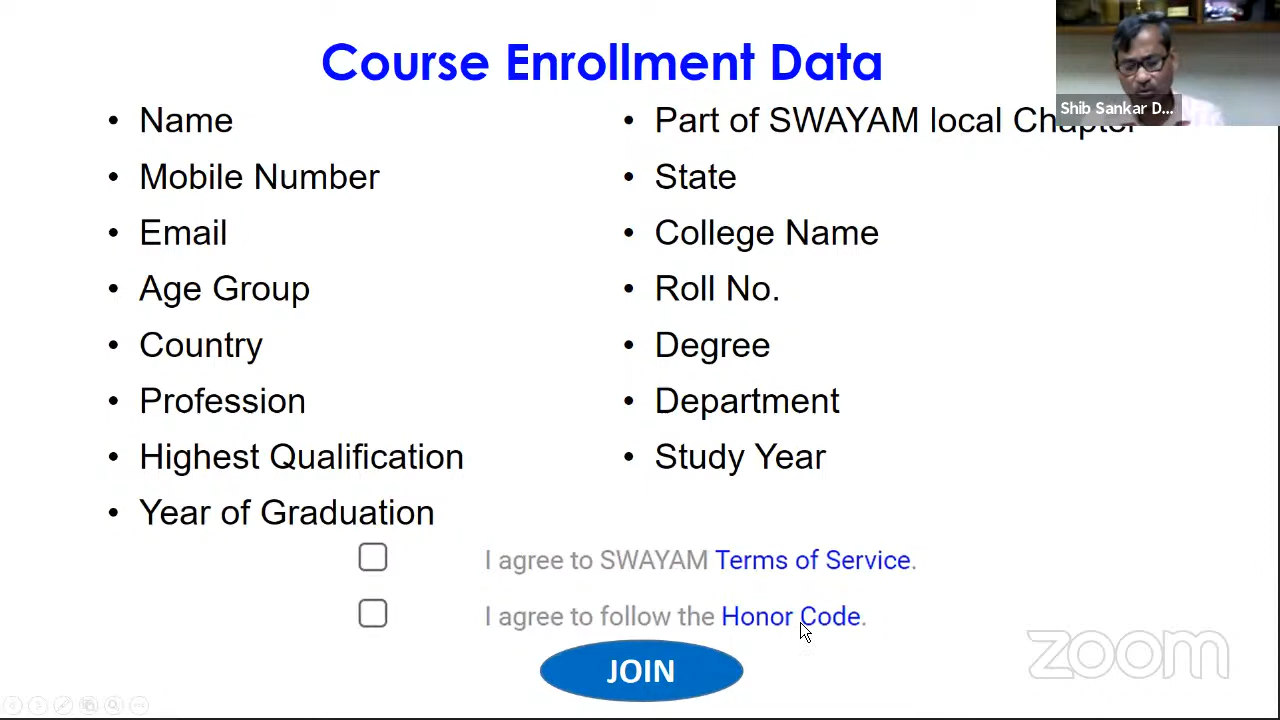 Course Enrollment Data
Shib Sankar D...
• Name
• Mobile Number
• Email
• Age Group
• Country
• Profession
• Highest Qualification
• Year of Graduation
• Part of SWAYAM local Chapter
• State
• College Name
• Roll No.
• Degree
• Department
• Study Year
I agree to SWAYAM Terms of Service.
I agree to follow the Honor Code.
JOIN
zoom